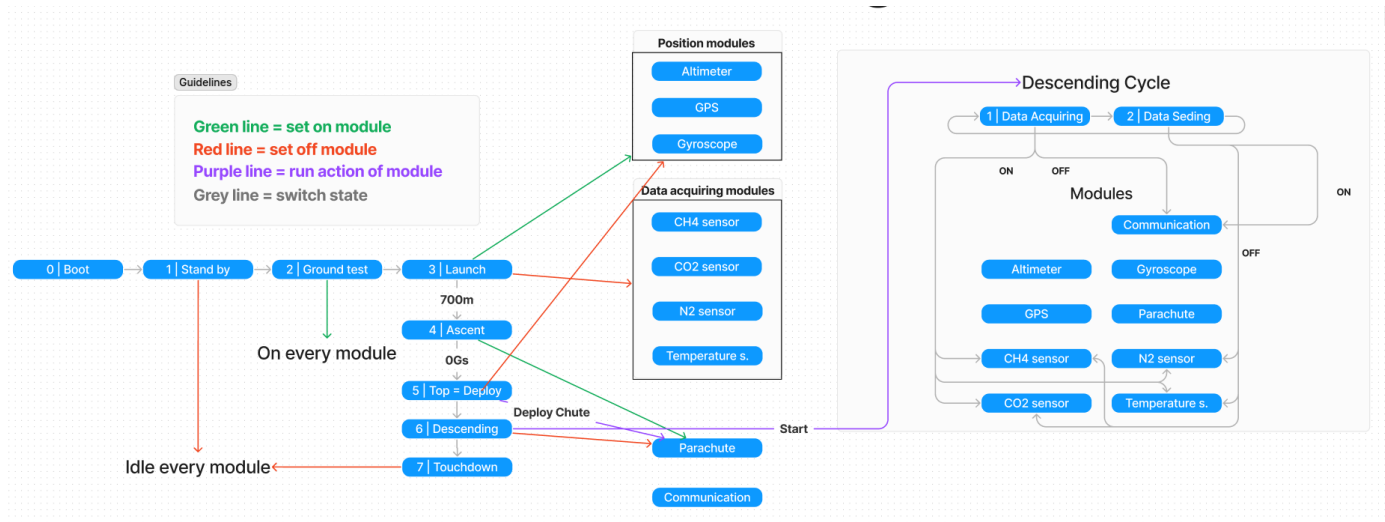 Guidelines
Green line = set on module
Red line = set off module
Purple line = run action of module
Grey line = switch state
0 | Boot
1 | Stand by
2 | Ground test
3 | Launch
700m
4 | Ascent
0Gs
5 | Top = Deploy
6 | Descending
7 | Touchdown
On every module
Idle every module
Deploy Chute
Start
Position modules
Altimeter
GPS
Gyroscope
Data acquiring modules
CH4 sensor
CO2 sensor
N2 sensor
Temperature s.
Parachute
Communication
Descending Cycle
1 | Data Acquiring
2 | Data Seding
ON
OFF
ON
Modules
Communication
OFF
Altimeter
Gyroscope
GPS
Parachute
CH4 sensor
N2 sensor
CO2 sensor
Temperature s.